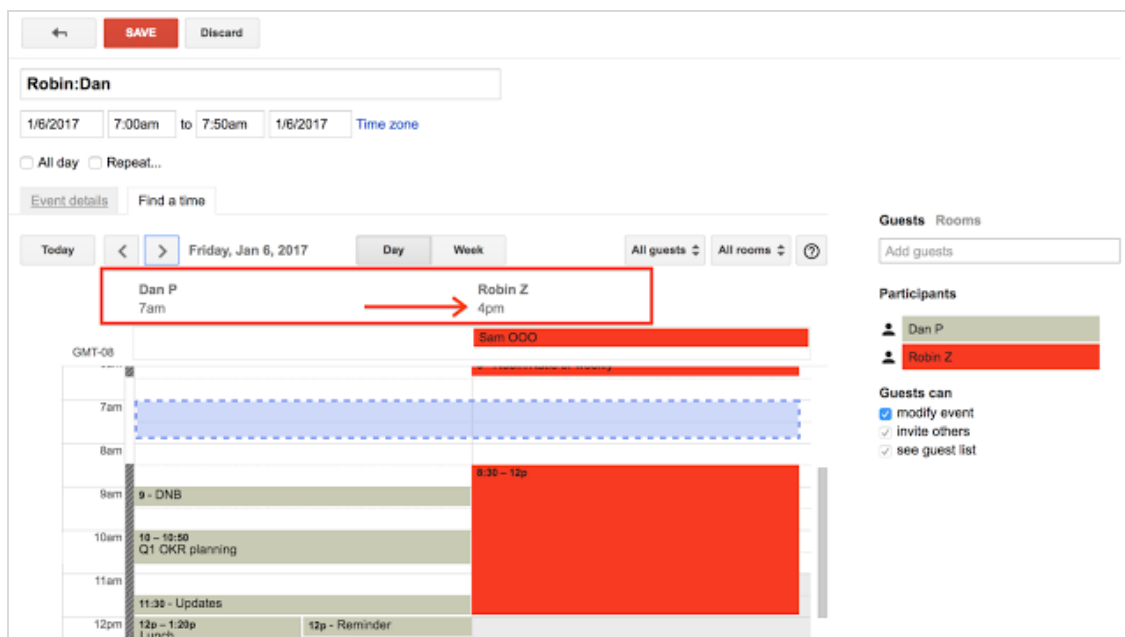 SAVE Discard
Robin:Dan
1/6/2017 7:00am to 7:50am 1/6/2017 Time zone
All day Repeat...
Event details Find a time
Today Friday, Jan 6, 2017 Day Week All guests All rooms
Dan P Robin Z
7am 4pm
Sam OOO
GMT-08
7am
8am
8:30 – 12p
9am 9 - DNB
10am 10 – 10:50
Q1 OKR planning
11am
11:30 - Updates
12pm 12p – 1:20p 12p - Reminder
Lunch
Guests Rooms
Add guests
Participants
Dan P
Robin Z
Guests can
modify event
invite others
see guest list